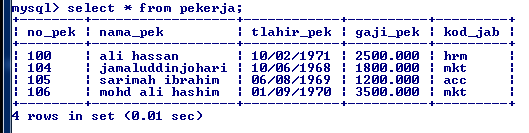 mysql> select * from pekerja;
+--------+------------------+------------+----------+---------+
| no_pek | nama_pek | tlahir_pek | gaji_pek | kod_jab |
+--------+------------------+------------+----------+---------+
| 100 | ali hassan | 10/02/1971 | 2500.000 | hrm |
| 104 | jamaluddinjohari | 10/06/1968 | 1800.000 | mkt |
| 105 | sarimah ibrahim | 06/08/1969 | 1200.000 | acc |
| 106 | mohd ali hashim | 01/09/1970 | 3500.000 | mkt |
+--------+------------------+------------+----------+---------+
4 rows in set (0.01 sec)